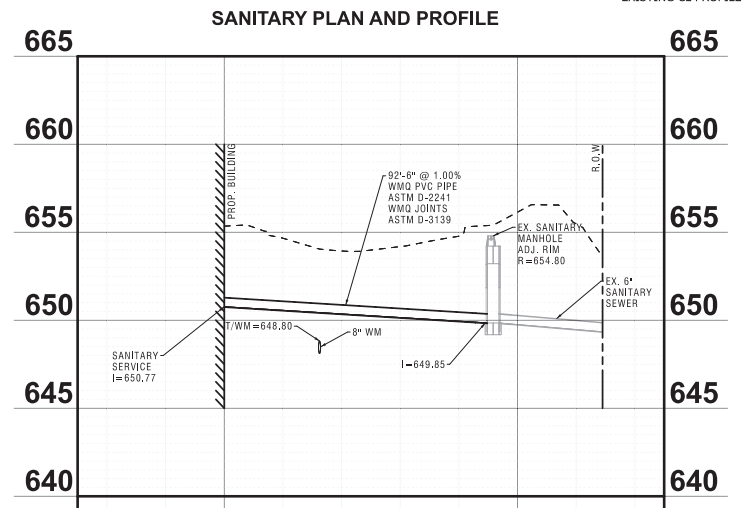 SANITARY PLAN AND PROFILE
665
665
660
660
PROP. BUILDING
R.O.W
92'-6" @ 1.00%
WMQ PVC PIPE
ASTM D-2241
WMQ JOINTS
ASTM D-3139
655
655
EX. SANITARY
MANHOLE
ADJ. RIM
R=654.80
EX. 6"
SANITARY
SEWER
650
650
T/WM=648.80
8" WM
SANITARY
SERVICE
I=650.77
I=649.85
645
645
640
640